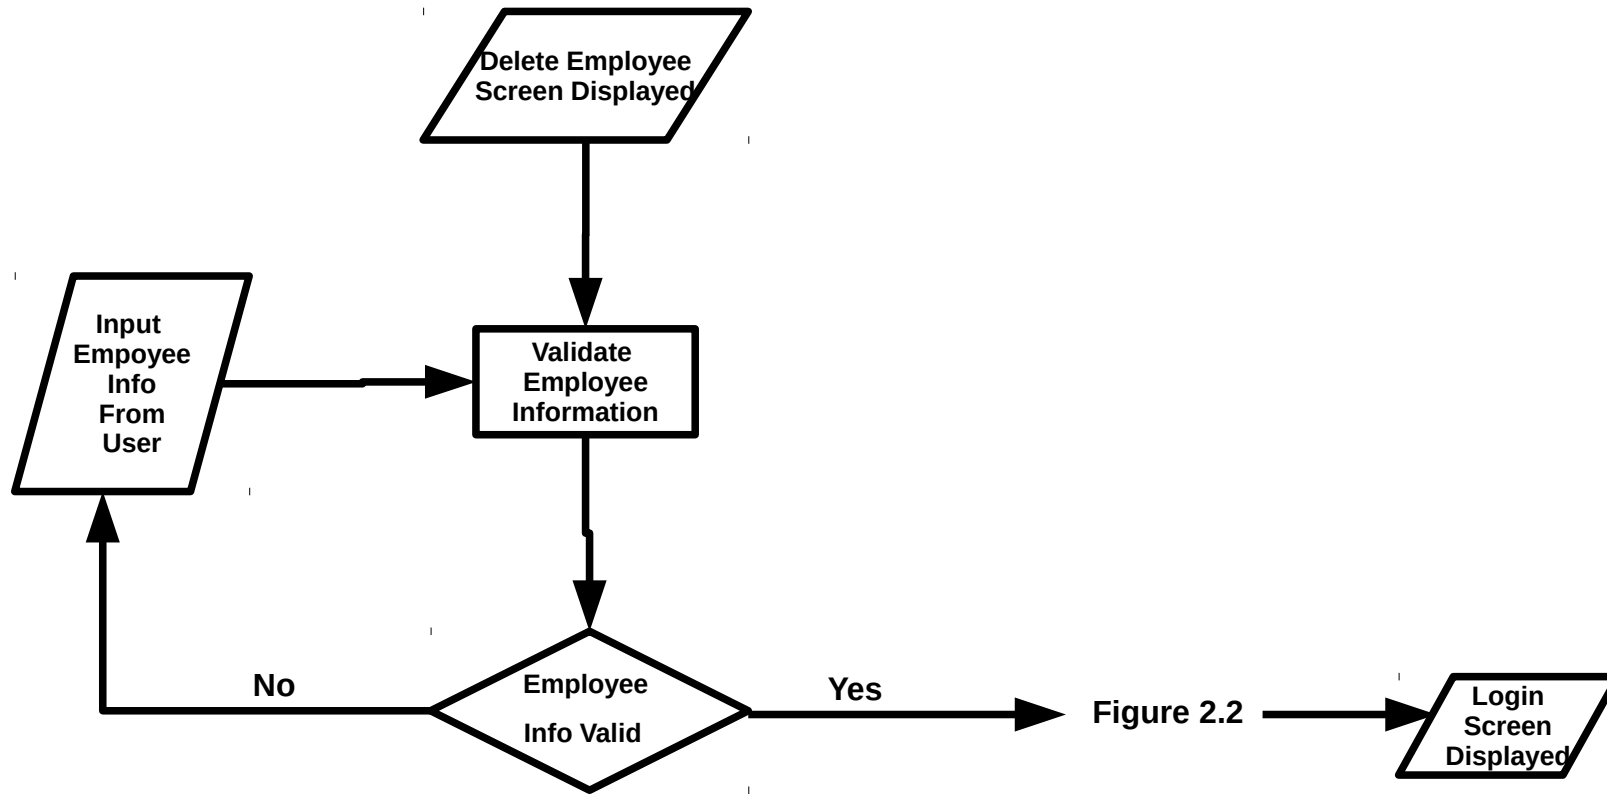 Delete Employee
Screen Displayed
Input
Empoyee
Info
From
User
Validate
Employee
Information
Employee
Info Valid
No
Yes
Figure 2.2
Login
Screen
Displayed